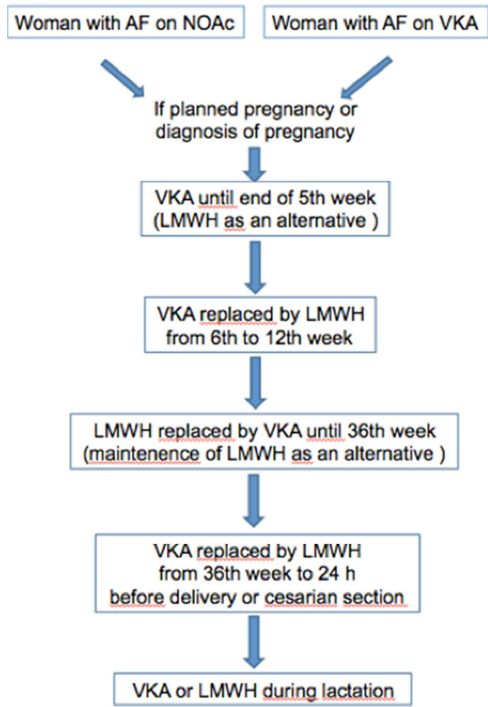 Woman with AF on NOAc
Woman with AF on VKA
If planned pregnancy or
diagnosis of pregnancy
VKA until end of 5th week
(LMWH as an alternative )
VKA replaced by LMWH
from 6th to 12th week
LMWH replaced by VKA until 36th week
(maintenence of LMWH as an alternative )
VKA replaced by LMWH
from 36th week to 24 h
before delivery or cesarian section
VKA or LMWH during lactation